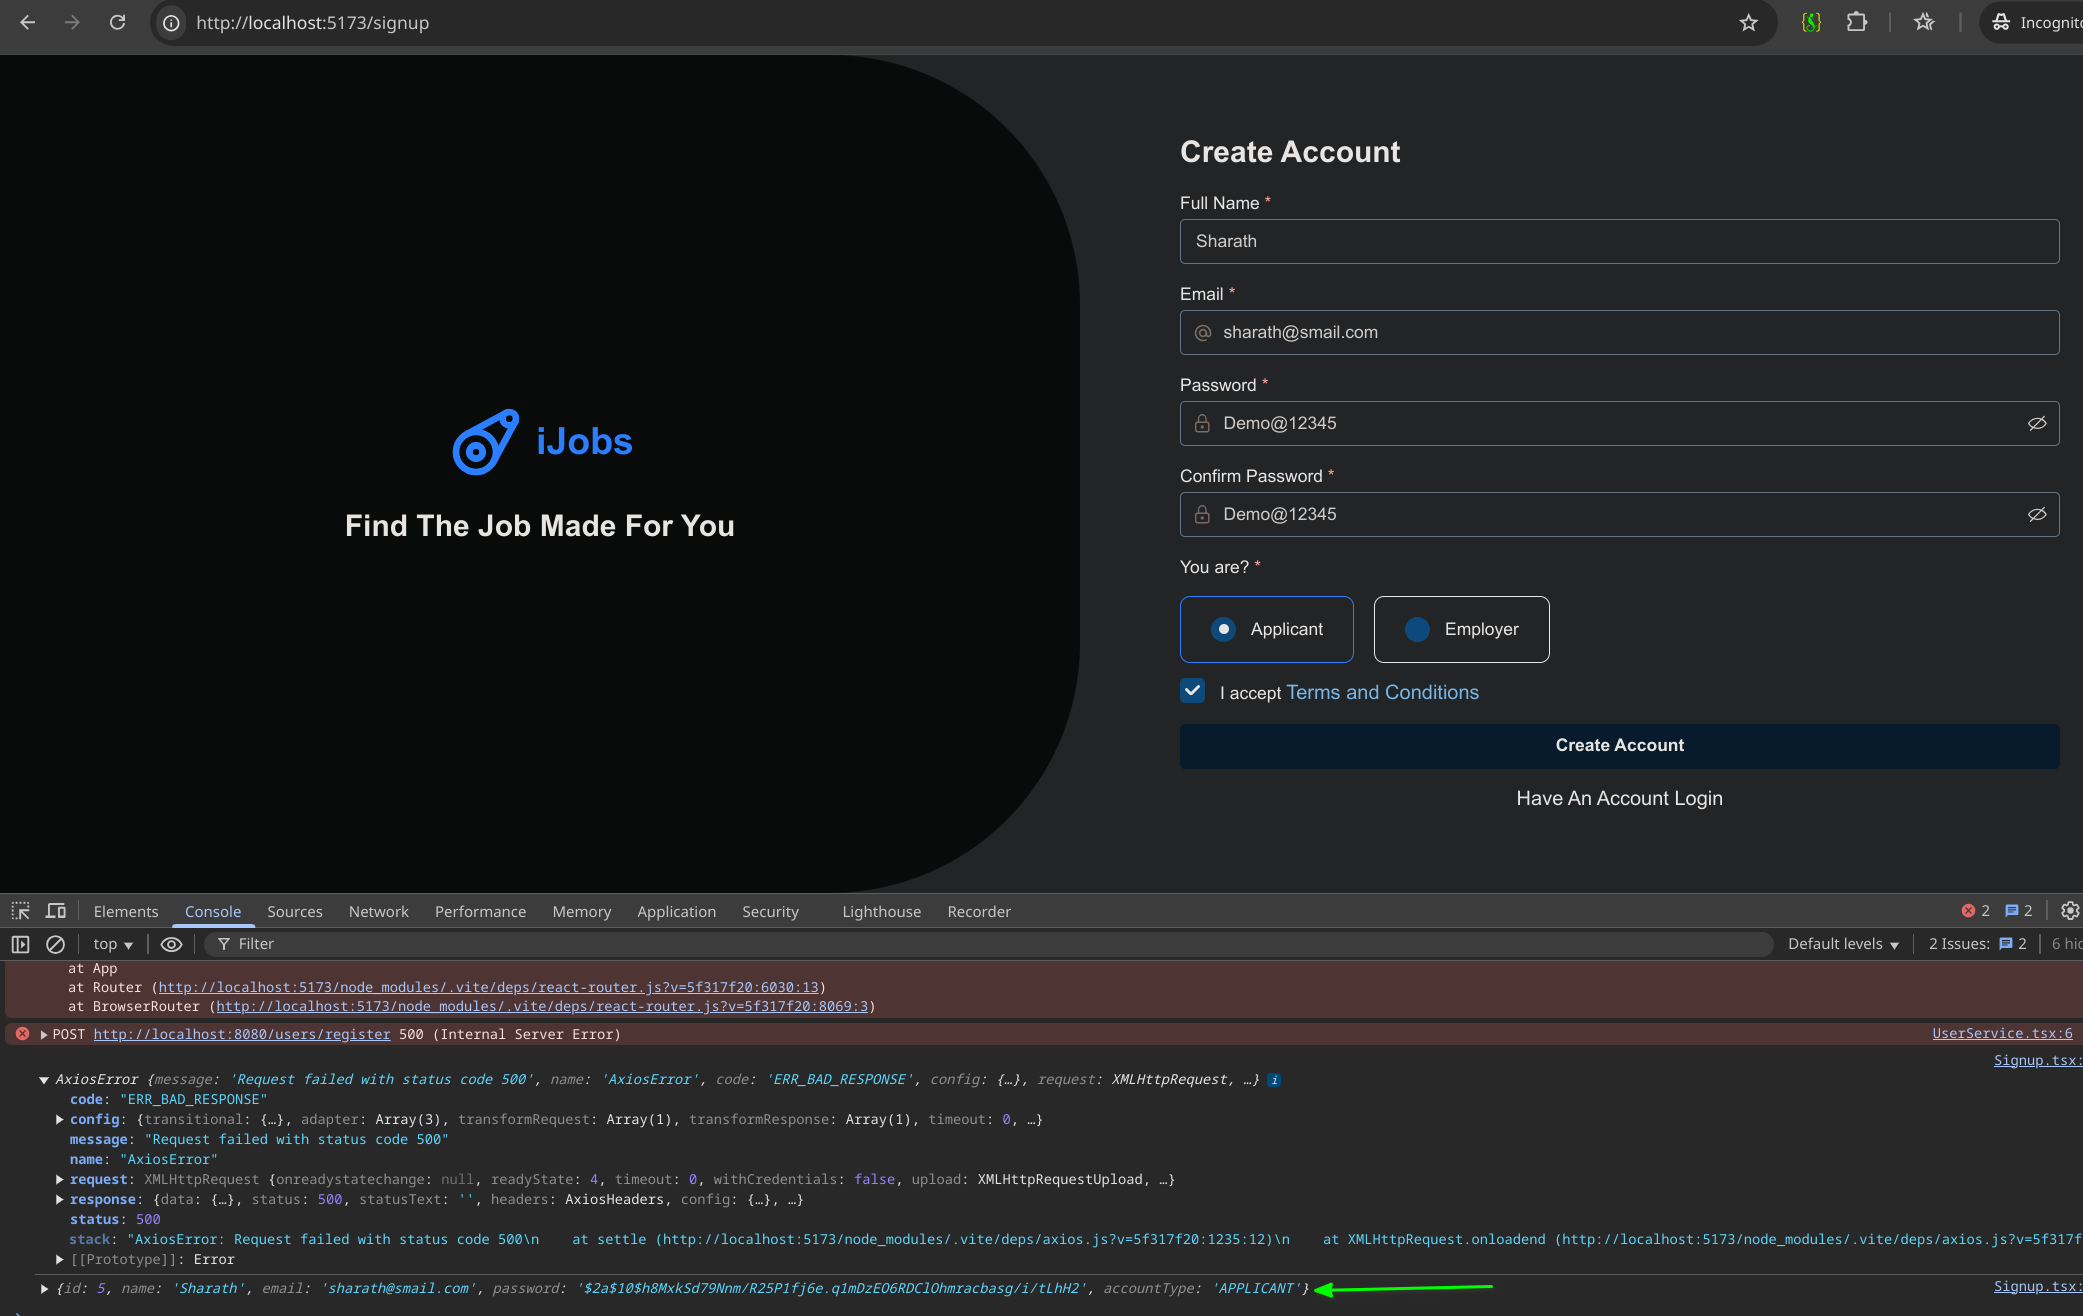 http://localhost:5173/signup
Incognito
Create Account
Full Name *
Sharath
Email *
sharath@smail.com
Password *
Demo@12345
Confirm Password *
Demo@12345
You are? *
Applicant Employer
I accept Terms and Conditions
Create Account
Have An Account Login
iJobs
Find The Job Made For You
Elements Console Sources Network Performance Memory Application Security Lighthouse Recorder 2 2
top Filter Default levels 2 Issues: 2 6 hid
at App
at Router (http://localhost:5173/node_modules/.vite/deps/react-router.js?v=5f317f20:6030:13)
at BrowserRouter (http://localhost:5173/node_modules/.vite/deps/react-router.js?v=5f317f20:8069:3)
POST http://localhost:8080/users/register 500 (Internal Server Error) UserService.tsx:6
Signup.tsx:
AxiosError {message: 'Request failed with status code 500', name: 'AxiosError', code: 'ERR_BAD_RESPONSE', config: {…}, request: XMLHttpRequest, …} i
code: "ERR_BAD_RESPONSE"
config: {transitional: {…}, adapter: Array(3), transformRequest: Array(1), transformResponse: Array(1), timeout: 0, …}
message: "Request failed with status code 500"
name: "AxiosError"
request: XMLHttpRequest {onreadystatechange: null, readyState: 4, timeout: 0, withCredentials: false, upload: XMLHttpRequestUpload, …}
response: {data: {…}, status: 500, statusText: '', headers: AxiosHeaders, config: {…}, …}
status: 500
stack: "AxiosError: Request failed with status code 500\n    at settle (http://localhost:5173/node_modules/.vite/deps/axios.js?v=5f317f20:1235:12)\n    at XMLHttpRequest.onloadend (http://localhost:5173/node_modules/.vite/deps/axios.js?v=5f317f
[[Prototype]]: Error
{id: 5, name: 'Sharath', email: 'sharath@smail.com', password: '$2a$10$h8MxkSd79Nnm/R25P1fj6e.q1mDzEO6RDClOhmracbasg/i/tLhH2', accountType: 'APPLICANT'} Signup.tsx: